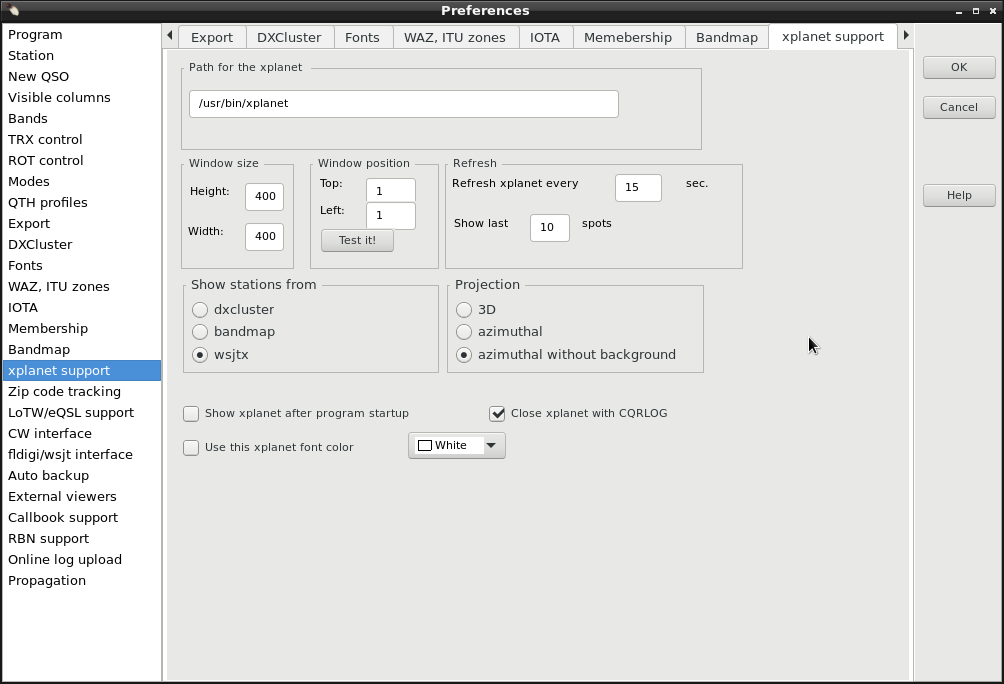 Preferences
Program
Station
New QSO
Visible columns
Bands
TRX control
ROT control
Modes
QTH profiles
Export
DXCluster
Fonts
WAZ, ITU zones
IOTA
Membership
Bandmap
xplanet support
Zip code tracking
LoTW/eQSL support
CW interface
fldigi/wsjt interface
Auto backup
External viewers
Callbook support
RBN support
Online log upload
Propagation
Export DXCluster Fonts WAZ, ITU zones IOTA Memebership Bandmap xplanet support
Path for the xplanet
/usr/bin/xplanet
Window size
Height: 400
Width: 400
Window position
Top: 1
Left: 1
Test it!
Refresh
Refresh xplanet every 15 sec.
Show last 10 spots
Show stations from
dxcluster
bandmap
wsjtx
Projection
3D
azimuthal
azimuthal without background
Show xplanet after program startup Close xplanet with CQRLOG
Use this xplanet font color White
OK
Cancel
Help